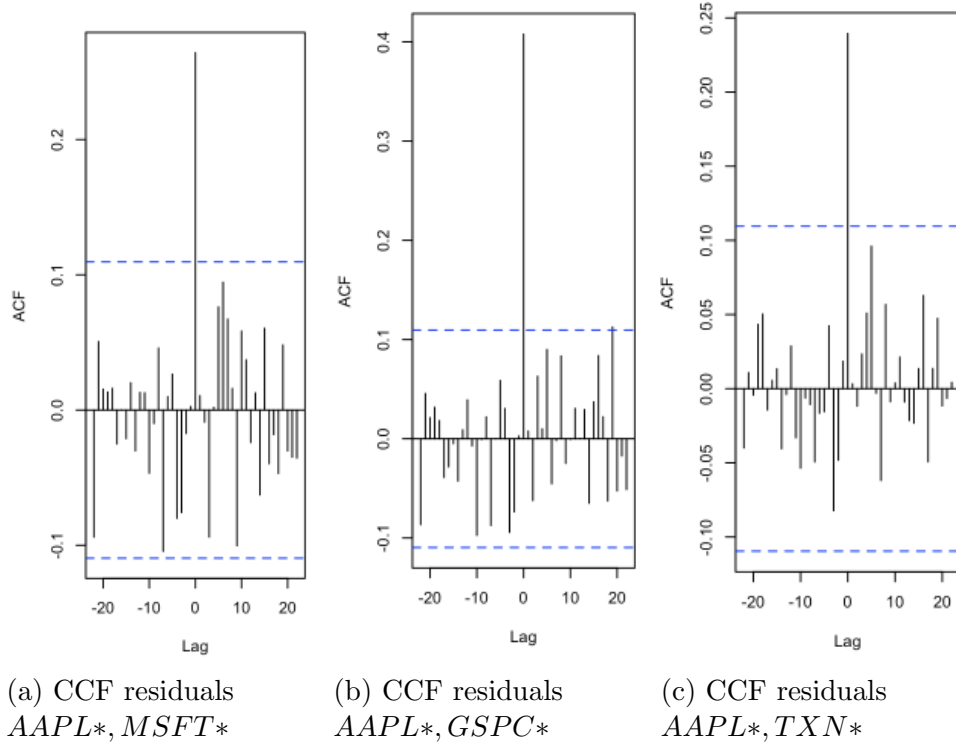 ACF
0.2
0.1
0.0
-0.1
-20 -10 0 10 20
Lag
ACF
0.4
0.3
0.2
0.1
0.0
-0.1
-20 -10 0 10 20
Lag
ACF
0.25
0.20
0.15
0.10
0.05
0.00
-0.05
-0.10
-20 -10 0 10 20
Lag
(a) CCF residuals
AAPL*, MSFT*
(b) CCF residuals
AAPL*, GSPC*
(c) CCF residuals
AAPL*, TXN*